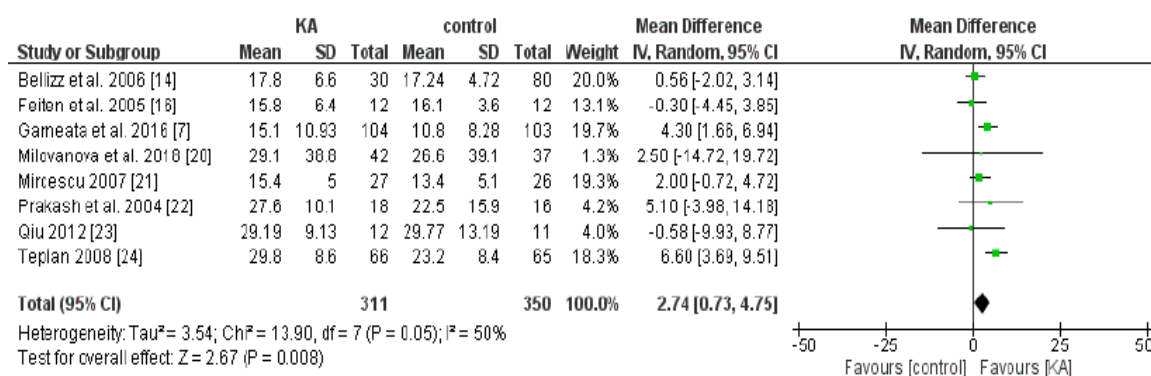 KA control Mean Difference Mean Difference
Study or Subgroup Mean SD Total Mean SD Total Weight IV, Random, 95% CI IV, Random, 95% CI
Bellizz et al. 2006 [14] 17.8 6.6 30 17.24 4.72 80 20.0% 0.56 [-2.02, 3.14]
Feiten et al. 2005 [16] 15.8 6.4 12 16.1 3.6 12 13.1% -0.30 [-4.45, 3.85]
Garneata et al. 2016 [7] 15.1 10.93 104 10.8 8.28 103 19.7% 4.30 [1.66, 6.94]
Milovanova et al. 2018 [20] 29.1 38.8 42 26.6 39.1 37 1.3% 2.50 [-14.72, 19.72]
Mircescu 2007 [21] 15.4 5 27 13.4 5.1 26 19.3% 2.00 [-0.72, 4.72]
Prakash et al. 2004 [22] 27.6 10.1 18 22.5 15.9 16 4.2% 5.10 [-3.98, 14.18]
Qiu 2012 [23] 29.19 9.13 12 29.77 13.19 11 4.0% -0.58 [-9.93, 8.77]
Teplan 2008 [24] 29.8 8.6 66 23.2 8.4 65 18.3% 6.60 [3.69, 9.51]
Total (95% CI) 311 350 100.0% 2.74 [0.73, 4.75]
Heterogeneity: Tau² = 3.54; Chi² = 13.90, df = 7 (P = 0.05); I² = 50%
Test for overall effect: Z = 2.67 (P = 0.008)
-50 -25 0 25 50
Favours [control] Favours [KA]